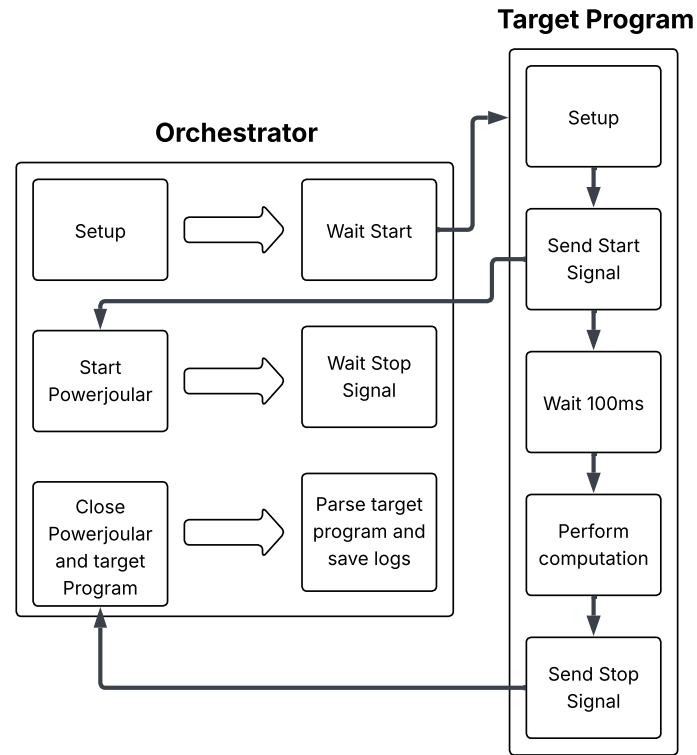 Target Program
Orchestrator
Setup
Wait Start
Start
Powerjoular
Wait Stop
Signal
Close
Powerjoular
and target
Program
Parse target
program and
save logs
Setup
Send Start
Signal
Wait 100ms
Perform
computation
Send Stop
Signal